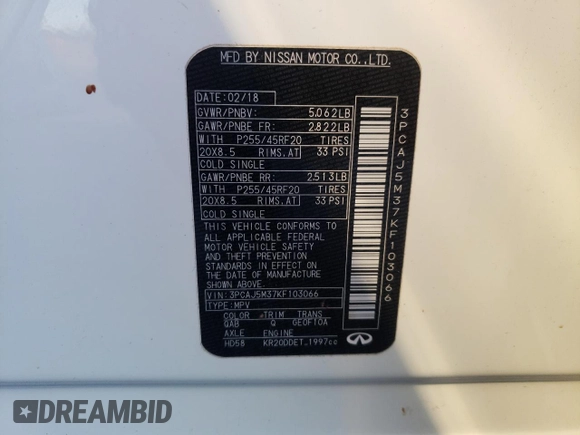 MFD BY NISSAN MOTOR CO.,LTD.
DATE:02/18
GVWR/PNBV: 5,062LB
GAWR/PNBE FR: 2,822LB
WITH P255/45RF20 TIRES
20X8.5 RIMS,AT 33 PSI
COLD SINGLE
GAWR/PNBE RR: 2,513LB
WITH P255/45RF20 TIRES
20X8.5 RIMS,AT 33 PSI
COLD SINGLE
THIS VEHICLE CONFORMS TO
ALL APPLICABLE FEDERAL
MOTOR VEHICLE SAFETY
AND THEFT PREVENTION
STANDARDS IN EFFECT ON
THE DATE OF MANUFACTURE
SHOWN ABOVE.
VIN:3PCAJ5M37KF103066
TYPE:MPV
COLOR TRIM TRANS
QAB Q GE0F10A
AXLE ENGINE
HD58 KR20DDET 1997cc
INFINITI
3PCAJ5M37KF103066
DREAMBID